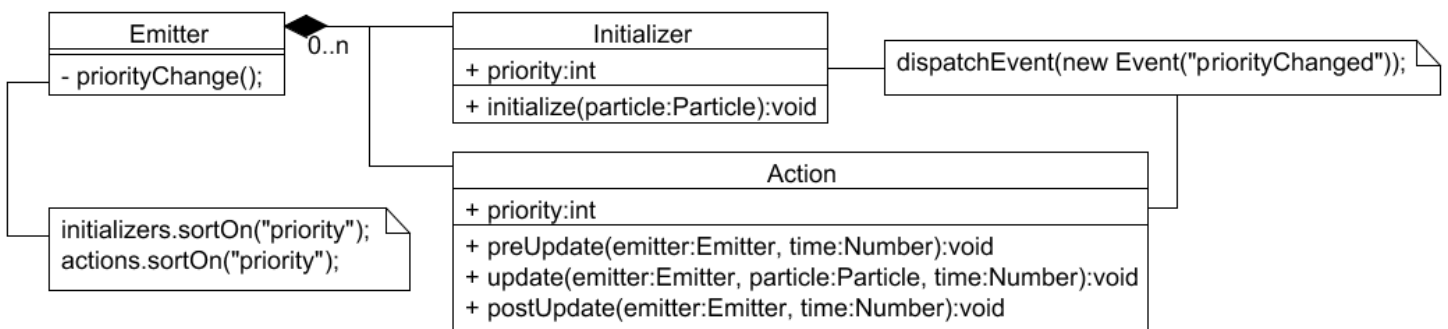 Emitter
- priorityChange();
0..n
Initializer
+ priority:int
+ initialize(particle:Particle):void
dispatchEvent(new Event("priorityChanged"));
Action
+ priority:int
+ preUpdate(emitter:Emitter, time:Number):void
+ update(emitter:Emitter, particle:Particle, time:Number):void
+ postUpdate(emitter:Emitter, time:Number):void
initializers.sortOn("priority");
actions.sortOn("priority");